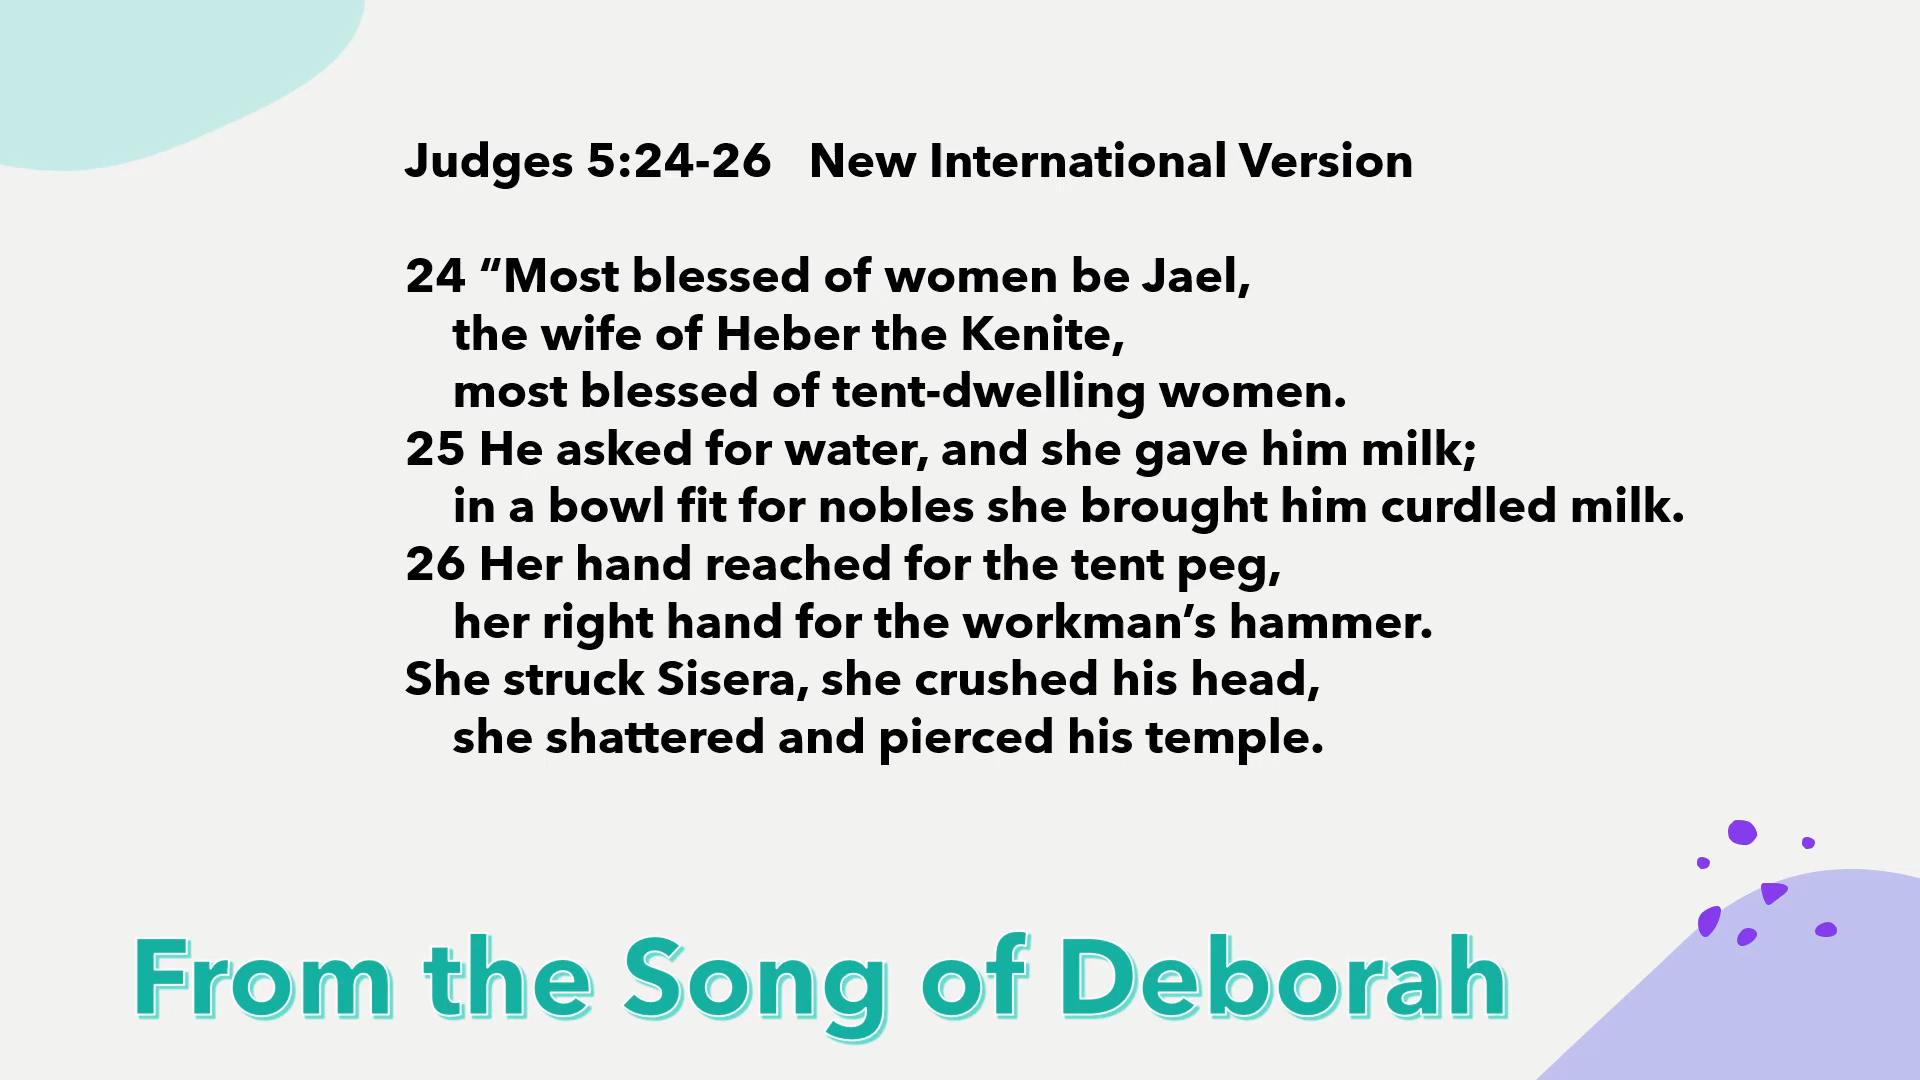 Judges 5:24-26   New International Version
24 “Most blessed of women be Jael,
the wife of Heber the Kenite,
most blessed of tent-dwelling women.
25 He asked for water, and she gave him milk;
in a bowl fit for nobles she brought him curdled milk.
26 Her hand reached for the tent peg,
her right hand for the workman’s hammer.
She struck Sisera, she crushed his head,
she shattered and pierced his temple.
From the Song of Deborah